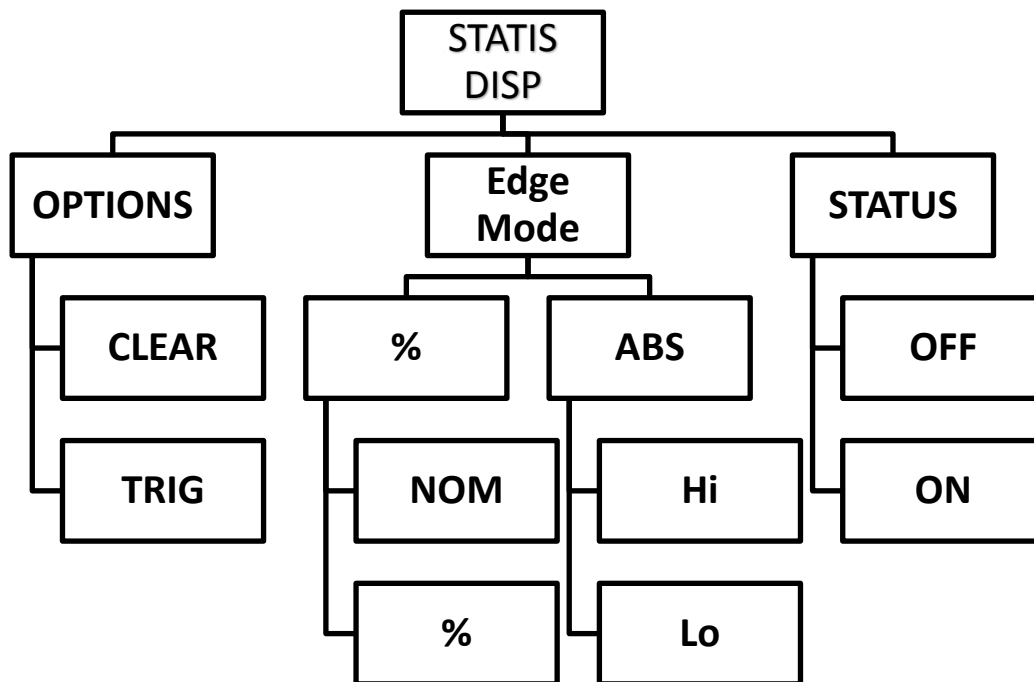 STATIS
DISP
OPTIONS
Edge
Mode
STATUS
CLEAR
%
ABS
OFF
TRIG
NOM
Hi
ON
%
Lo